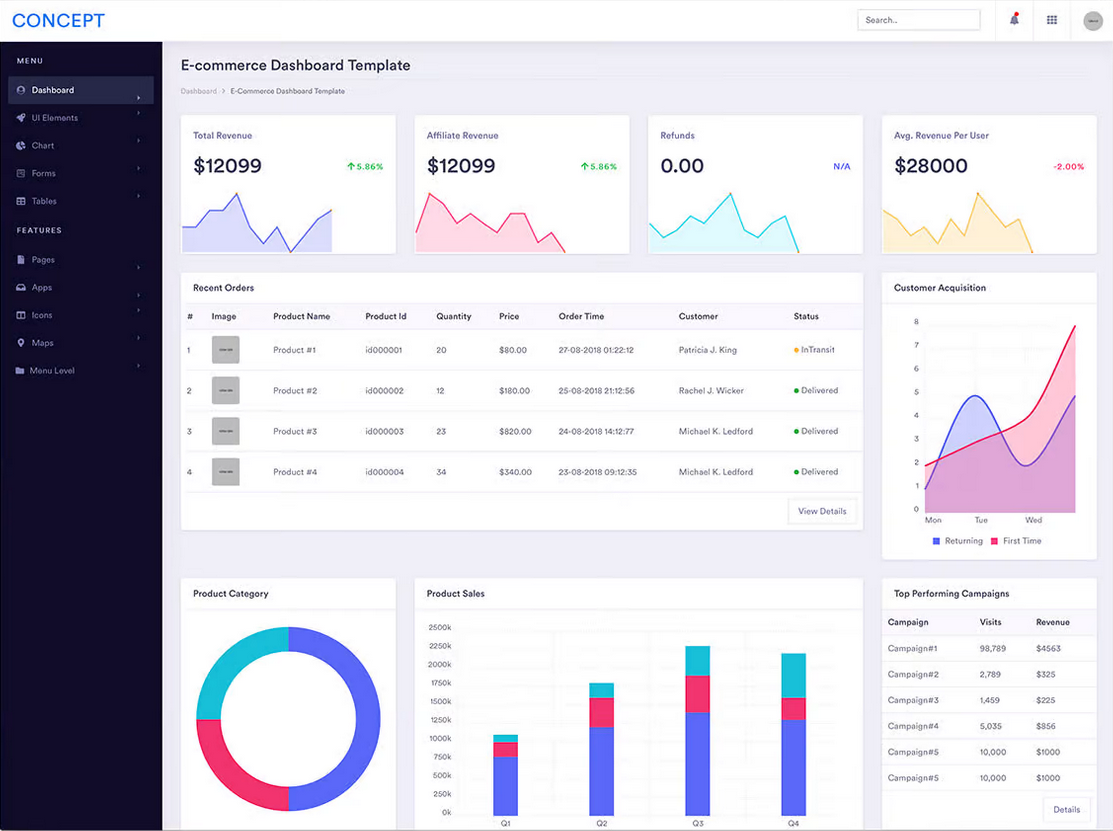 CONCEPT
Search..
MENU
Dashboard
UI Elements
Chart
Forms
Tables
FEATURES
Pages
Apps
Icons
Maps
Menu Level
E-commerce Dashboard Template
Dashboard > E-Commerce Dashboard Template
Total Revenue
$12099
5.86%
Affiliate Revenue
$12099
5.86%
Refunds
0.00
N/A
Avg. Revenue Per User
$28000
-2.00%
Recent Orders
# Image Product Name Product Id Quantity Price Order Time Customer Status
1 Product #1 id000001 20 $80.00 27-08-2018 01:22:12 Patricia J. King InTransit
2 Product #2 id000002 12 $180.00 25-08-2018 21:12:56 Rachel J. Wicker Delivered
3 Product #3 id000003 23 $820.00 24-08-2018 14:12:77 Michael K. Ledford Delivered
4 Product #4 id000004 34 $340.00 23-08-2018 09:12:35 Michael K. Ledford Delivered
View Details
Customer Acquisition
8
7
6
5
4
3
2
1
0
Mon Tue Wed
Returning First Time
Product Category
Product Sales
2500k
2250k
2000k
1750k
1500k
1250k
1000k
750k
500k
250k
0k
Q1 Q2 Q3 Q4
Top Performing Campaigns
Campaign Visits Revenue
Campaign#1 98,789 $4563
Campaign#2 2,789 $325
Campaign#3 1,459 $225
Campaign#4 5,035 $856
Campaign#5 10,000 $1000
Campaign#5 10,000 $1000
Details